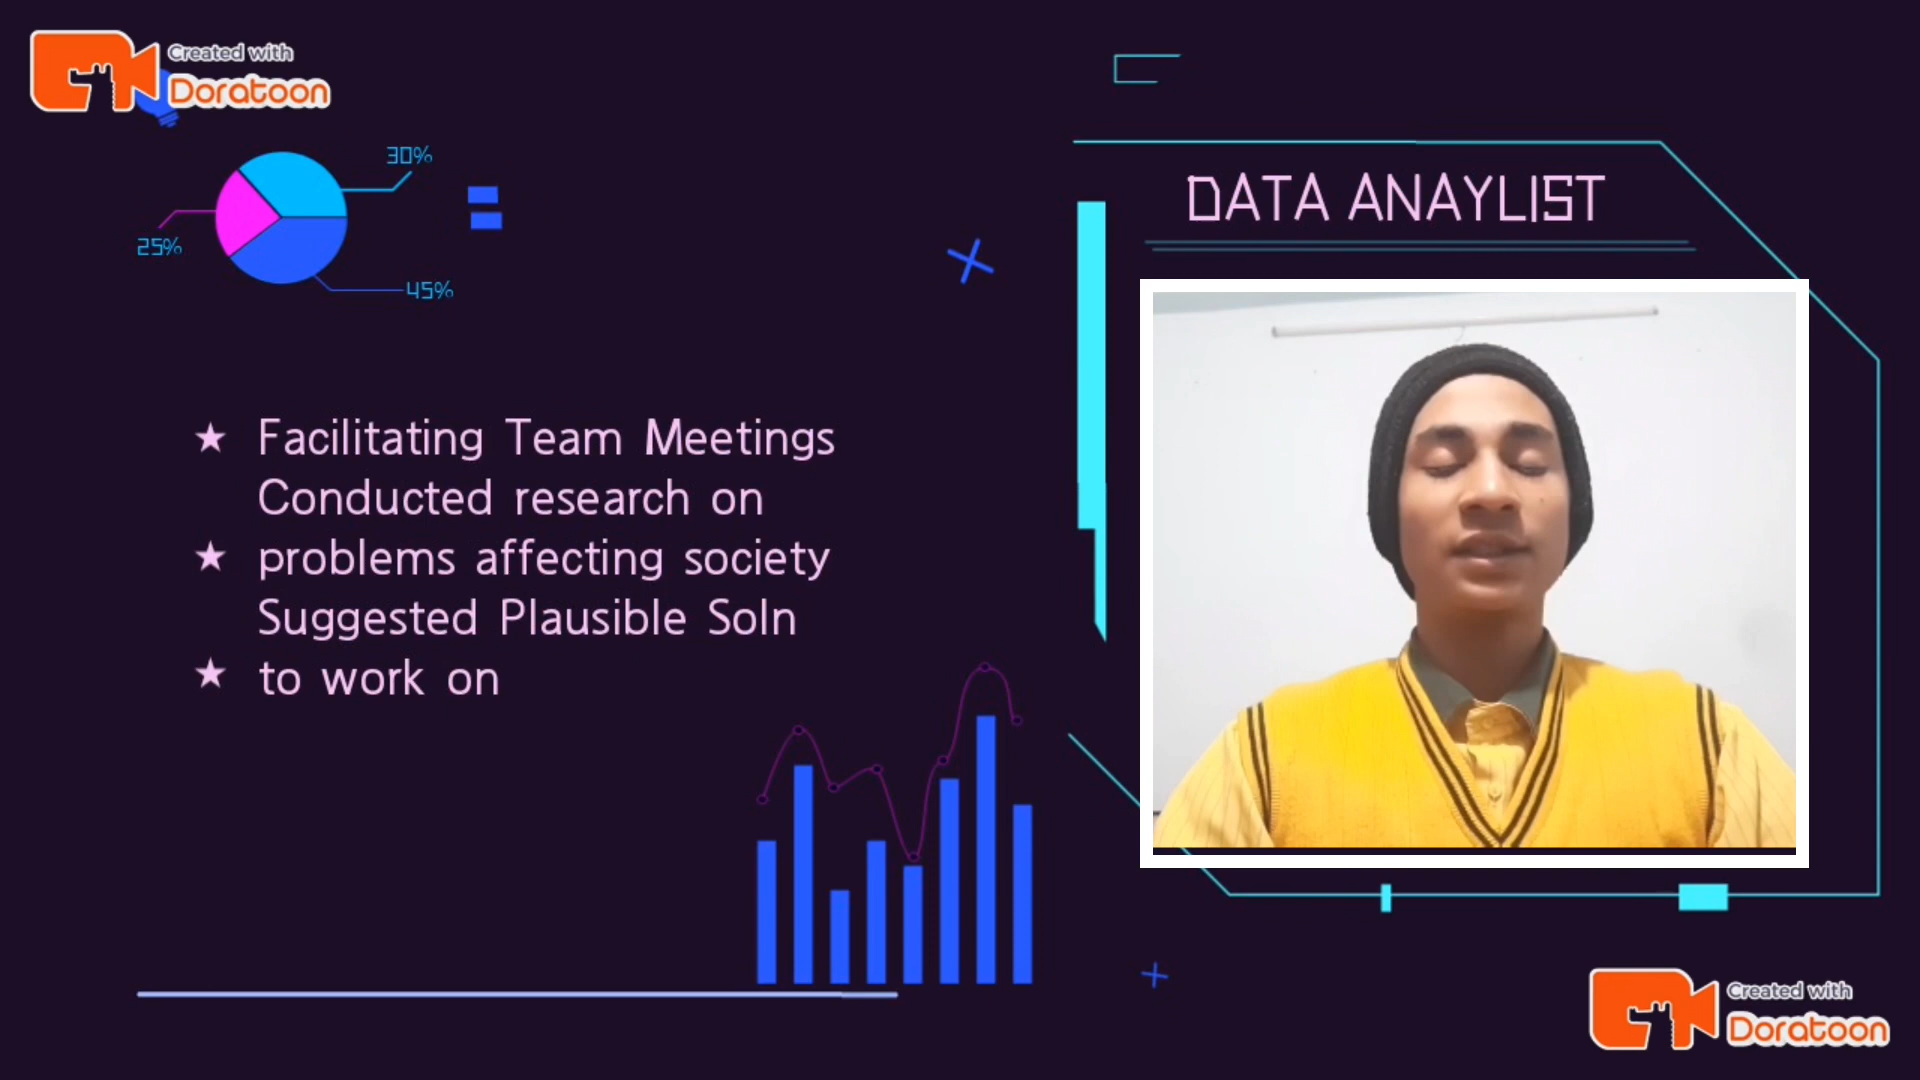 Created with
Doratoon
30%
25%
45%
DATA ANAYLIST
★ Facilitating Team Meetings
Conducted research on
★ problems affecting society
Suggested Plausible Soln
★ to work on
Created with
Doratoon